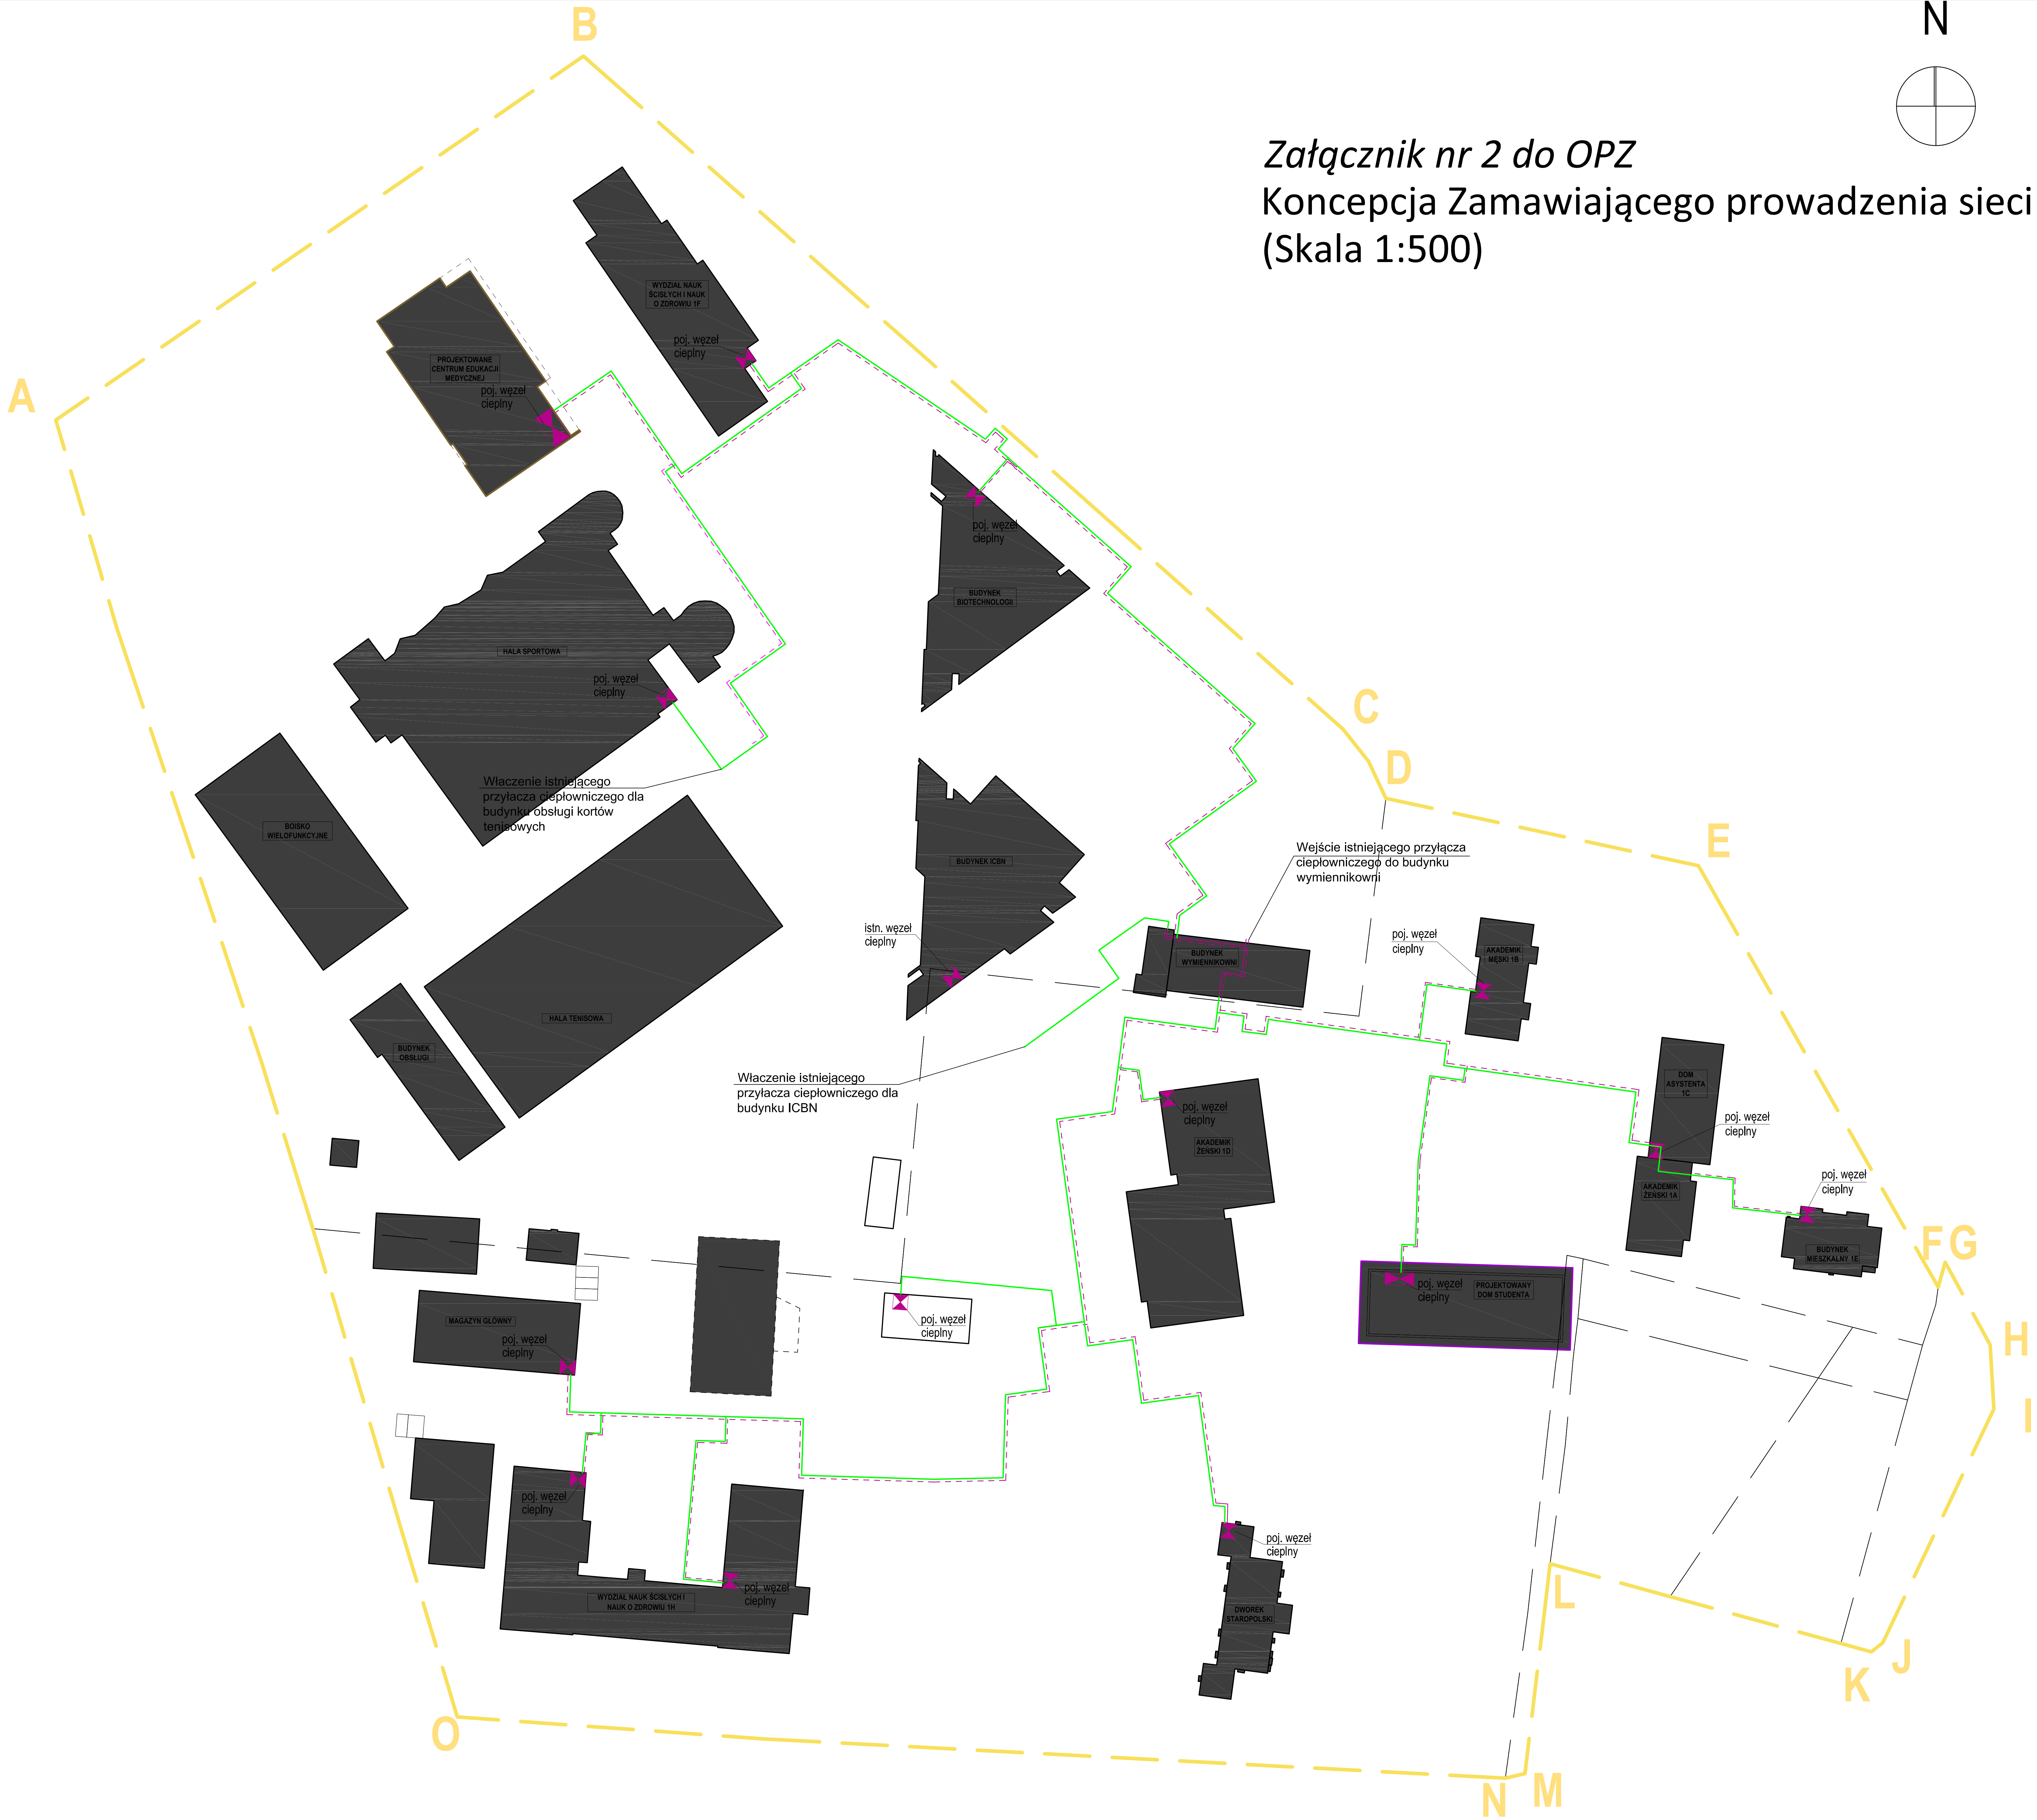 B
N
Załącznik nr 2 do OPZ
Koncepcja Zamawiającego prowadzenia sieci
(Skala 1:500)
WYDZIAŁ NAUK
ŚCISŁYCH I NAUK
O ZDROWIU 1F
poj. węzeł
cieplny
PROJEKTOWANE
CENTRUM EDUKACJI
MEDYCZNEJ
poj. węzeł
cieplny
A
poj. węzeł
cieplny
BUDYNEK
BIOTECHNOLOGII
HALA SPORTOWA
poj. węzeł
cieplny
C
D
Właczenie istniejącego
przyłacza ciepłowniczego dla
budynku obsługi kortów
tenisowych
BOISKO
WIELOFUNKCYJNE
E
BUDYNEK ICBN
Wejście istniejącego przyłącza
ciepłowniczego do budynku
wymiennikowni
istn. węzeł
cieplny
poj. węzeł
cieplny
BUDYNEK
WYMIENNIKOWNI
AKADEMIK
MĘSKI 1B
HALA TENISOWA
BUDYNEK
OBSŁUGI
Właczenie istniejącego
przyłacza ciepłowniczego dla
budynku ICBN
DOM
ASYSTENTA
1C
poj. węzeł
cieplny
poj. węzeł
cieplny
AKADEMIK
ŻEŃSKI 1D
AKADEMIK
ŻEŃSKI 1A
poj. węzeł
cieplny
BUDYNEK
MIESZKALNY 1E
F
G
poj. węzeł
cieplny
PROJEKTOWANY
DOM STUDENTA
MAGAZYN GŁÓWNY
poj. węzeł
cieplny
poj. węzeł
cieplny
H
I
poj. węzeł
cieplny
poj. węzeł
cieplny
poj. węzeł
cieplny
WYDZIAŁ NAUK ŚCISŁYCH I
NAUK O ZDROWIU 1H
DWOREK
STAROPOLSKI
L
J
K
O
N
M